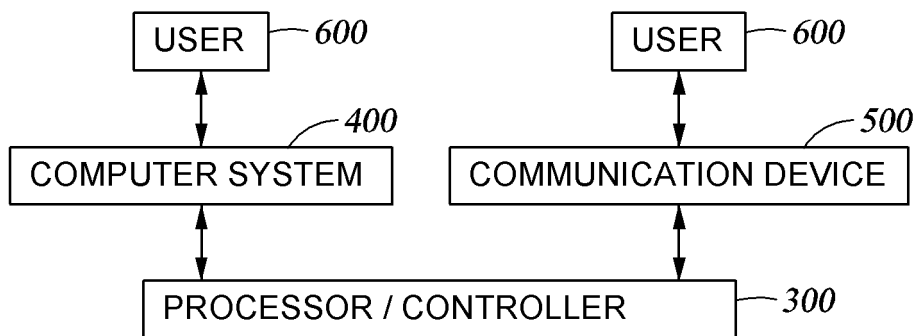 USER 600 USER 600
400 500
COMPUTER SYSTEM COMMUNICATION DEVICE
PROCESSOR / CONTROLLER 300